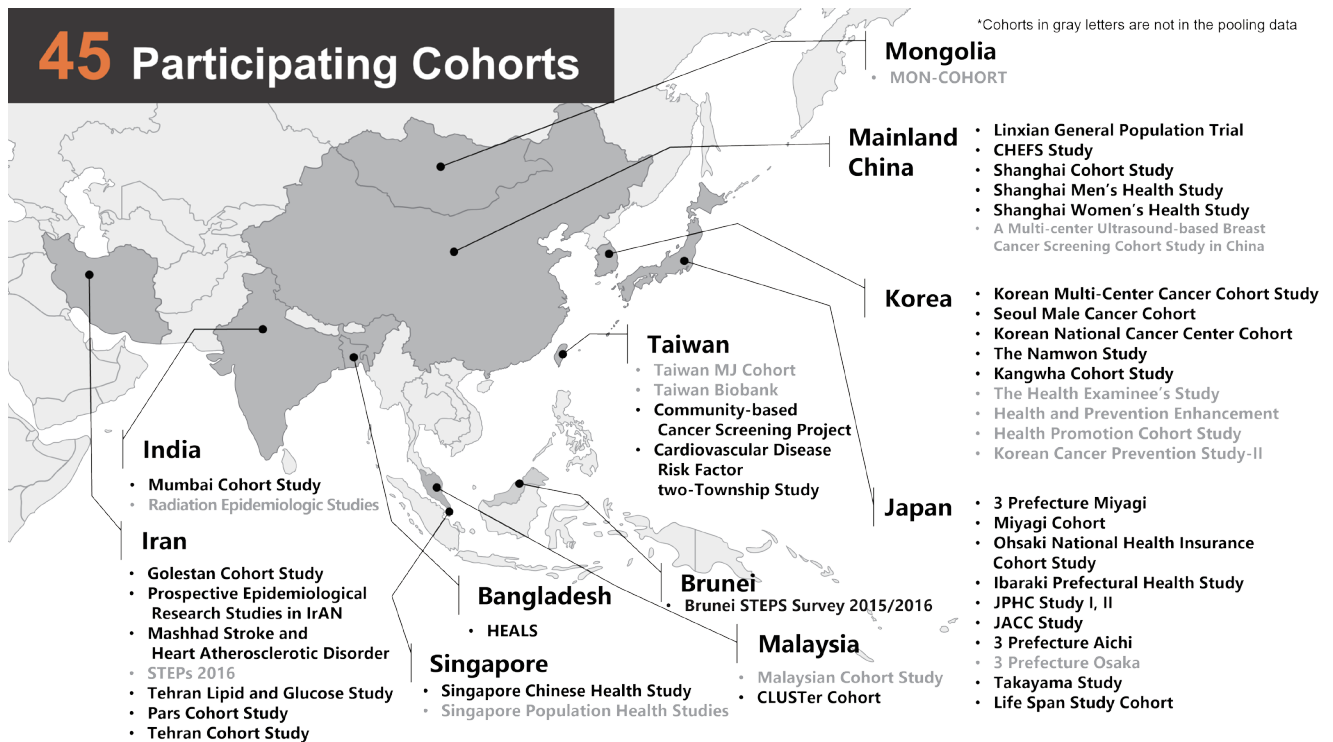 45 Participating Cohorts
*Cohorts in gray letters are not in the pooling data
Mongolia
• MON-COHORT
Mainland
China
• Linxian General Population Trial
• CHEFS Study
• Shanghai Cohort Study
• Shanghai Men's Health Study
• Shanghai Women's Health Study
• A Multi-center Ultrasound-based Breast
Cancer Screening Cohort Study in China
Korea
• Korean Multi-Center Cancer Cohort Study
• Seoul Male Cancer Cohort
• Korean National Cancer Center Cohort
• The Namwon Study
• Kangwha Cohort Study
• The Health Examinee's Study
• Health and Prevention Enhancement
• Health Promotion Cohort Study
• Korean Cancer Prevention Study-II
Taiwan
• Taiwan MJ Cohort
• Taiwan Biobank
• Community-based
Cancer Screening Project
• Cardiovascular Disease
Risk Factor
two-Township Study
Japan
• 3 Prefecture Miyagi
• Miyagi Cohort
• Ohsaki National Health Insurance
Cohort Study
• Ibaraki Prefectural Health Study
• JPHC Study I, II
• JACC Study
• 3 Prefecture Aichi
• 3 Prefecture Osaka
• Takayama Study
• Life Span Study Cohort
India
• Mumbai Cohort Study
• Radiation Epidemiologic Studies
Iran
• Golestan Cohort Study
• Prospective Epidemiological
Research Studies in IrAN
• Mashhad Stroke and
Heart Atherosclerotic Disorder
• STEPs 2016
• Tehran Lipid and Glucose Study
• Pars Cohort Study
• Tehran Cohort Study
Bangladesh
• HEALS
Singapore
• Singapore Chinese Health Study
• Singapore Population Health Studies
Brunei
• Brunei STEPS Survey 2015/2016
Malaysia
• Malaysian Cohort Study
• CLUSTer Cohort